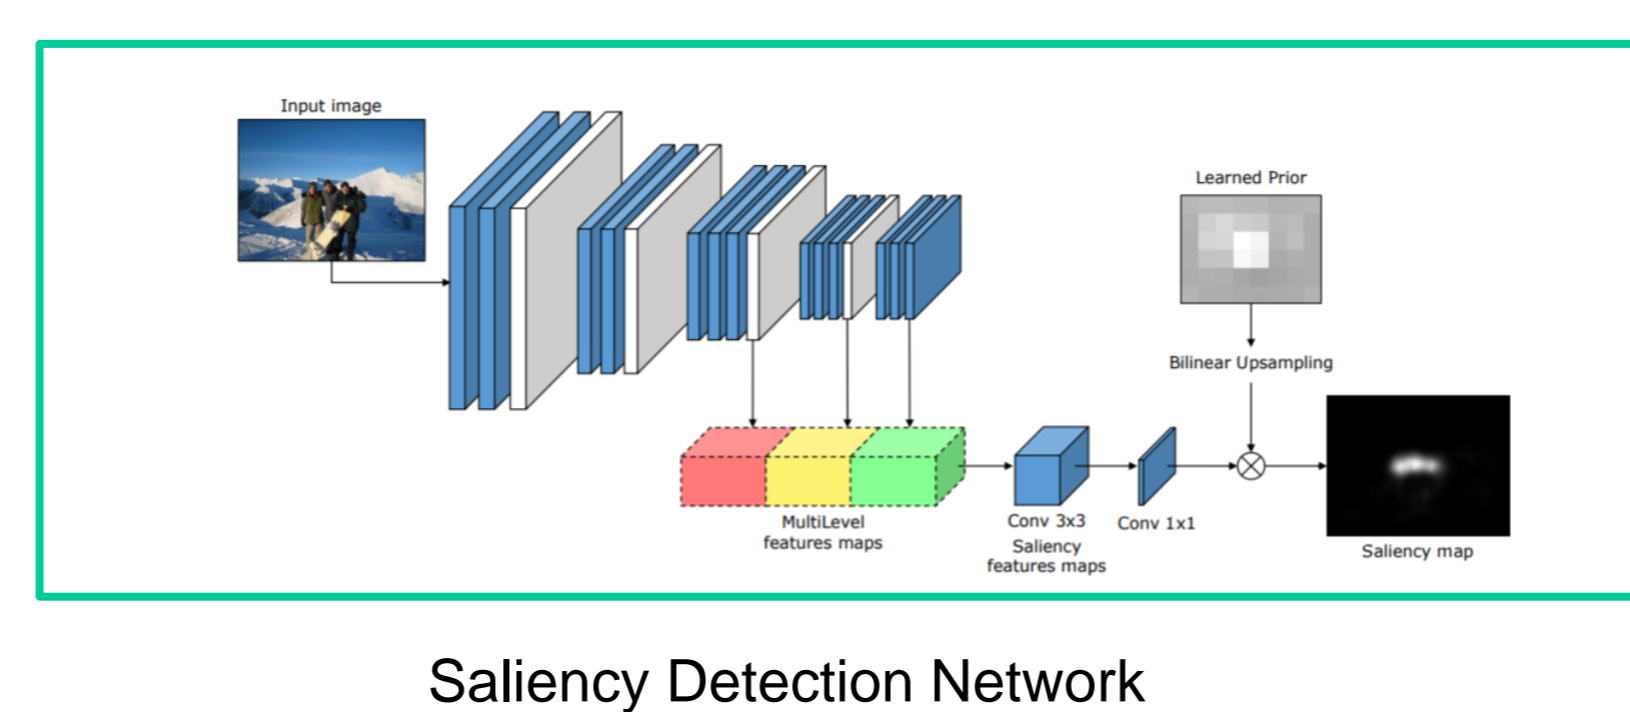 Input image
Learned Prior
Bilinear Upsampling
MultiLevel
features maps
Conv 3x3
Saliency
features maps
Conv 1x1
Saliency map
Saliency Detection Network